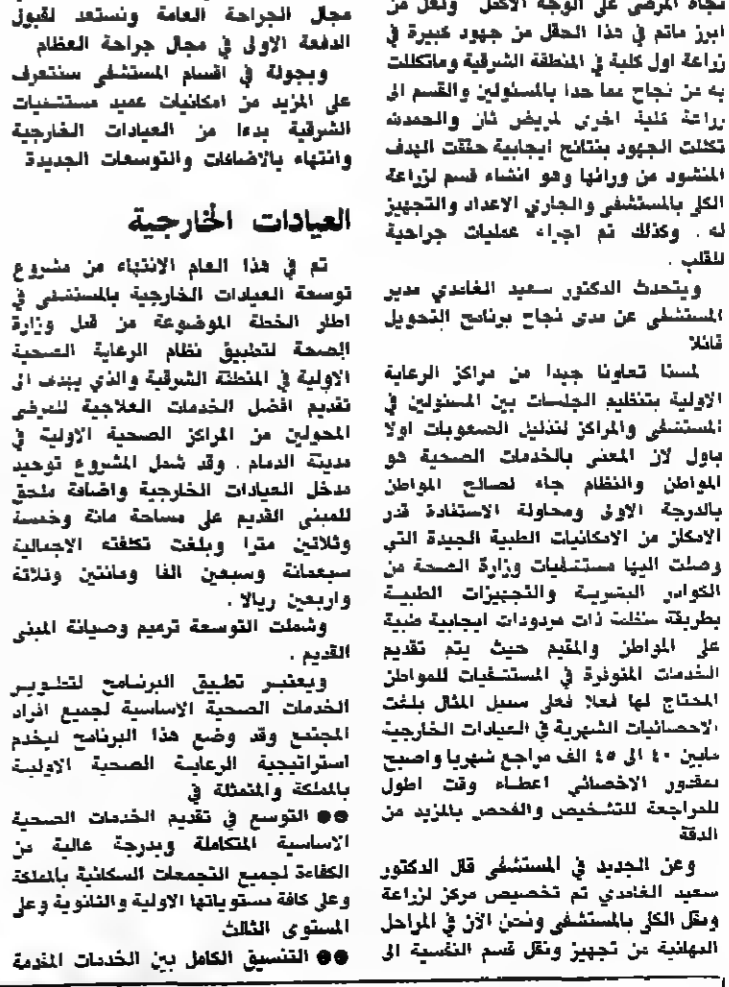 تجاه المرضى على الوجه الاكمل ولعل من
ابرز ماتم في هذا الحقل من جهود كبيرة في
زراعة اول كلية في المنطقة الشرقية وماتكللت
به من نجاح مما حدا بالمسئولين والقسم الى
زراعة كلية اخرى لمريض ثان والحمدلله
تكللت الجهود بنتائج ايجابية حققت الهدف
المنشود من ورائها وهو انشاء قسم لزراعة
الكلى بالمستشفى والجاري الاعداد والتجهيز
له . وكذلك تم اجراء عمليات جراحية
للقلب .
ويتحدث الدكتور سعيد الغامدي مدير
المستشفى عن مدى نجاح برنامج التحويل
قائلا
لمسنا تعاونا جيدا من مراكز الرعاية
الاولية بتنظيم الجلسات بين المسئولين في
المستشفى والمراكز لتذليل الصعوبات اولا
باول لان المعنى بالخدمات الصحية هو
المواطن والنظام جاء لصالح المواطن
بالدرجة الاولى ومحاولة الاستفادة قدر
الامكان من الامكانيات الطبية الجيدة التي
وصلت اليها مستشفيات وزارة الصحة من
الكوادر البشرية والتجهيزات الطبية
بطريقة منظمة ذات مردودات ايجابية طبية
على المواطن والمقيم حيث يتم تقديم
الخدمات المتوفرة في المستشفيات للمواطن
المحتاج لها فعلا فعلى سبيل المثال بلغت
الاحصائيات الشهرية في العيادات الخارجية
مابين ٤٠ الى ٤٥ الف مراجع شهريا واصبح
بمقدور الاخصائي اعطاء وقت اطول
للمراجعة للتشخيص والفحص بالمزيد من
الدقة
وعن الجديد في المستشفى قال الدكتور
سعيد الغامدي تم تخصيص مركز لزراعة
ونقل الكلى بالمستشفى ونحن الآن في المراحل
النهائية من تجهيز ونقل قسم النفسية الى
مجال الجراحة العامة ونستعد لقبول
الدفعة الاولى في مجال جراحة العظام
وبجولة في اقسام المستشفى سنتعرف
على المزيد من امكانيات عميد مستشفيات
الشرقية بدءا من العيادات الخارجية
وانتهاء بالاضافات والتوسعات الجديدة
العيادات الخارجية
تم في هذا العام الانتهاء من مشروع
توسعة العيادات الخارجية بالمستشفى في
اطار الخطة الموضوعة من قبل وزارة
الصحة لتطبيق نظام الرعاية الصحية
الاولية في المنطقة الشرقية والذي يهدف الى
تقديم افضل الخدمات العلاجية للمرضى
المحولين من المراكز الصحية الاولية في
مدينة الدمام . وقد شمل المشروع توحيد
مدخل العيادات الخارجية واضافة ملحق
للمبنى القديم على مساحة مائة وخمسة
وثلاثين مترا وبلغت تكلفته الاجمالية
سبعمائة وسبعين الفا ومائتين وثلاثة
واربعين ريالا .
وشملت التوسعة ترميم وصيانة المبنى
القديم .
ويعتبر تطبيق البرنامج لتطوير
الخدمات الصحية الاساسية لجميع افراد
المجتمع وقد وضع هذا البرنامج ليخدم
استراتيجية الرعاية الصحية الاولية
بالمملكة والمتمثلة في
●● التوسع في تقديم الخدمات الصحية
الاساسية المتكاملة وبدرجة عالية من
الكفاءة لجميع التجمعات السكانية بالمملكة
وعلى كافة مستوياتها الاولية والثانوية وعلى
المستوى الثالث
●● التنسيق الكامل بين الخدمات المقدمة